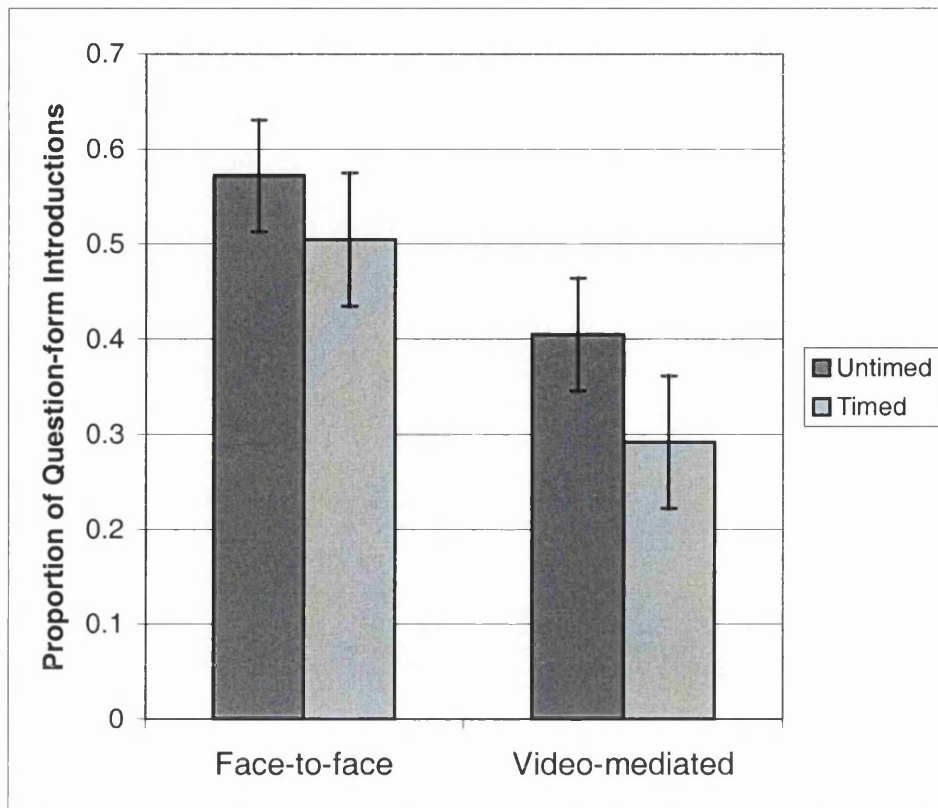 Proportion of Question-form Introductions
0.7
0.6
0.5
0.4
0.3
0.2
0.1
0
Face-to-face
Video-mediated
Untimed
Timed